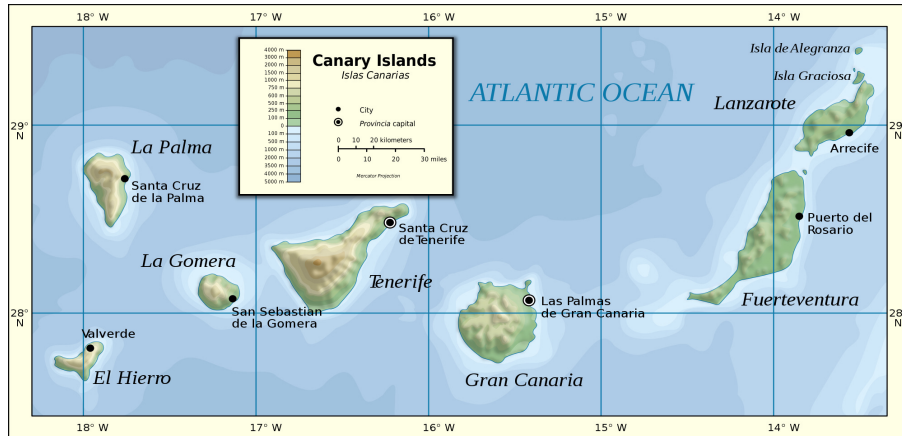 18° W
17° W
16° W
15° W
14° W
4000 m
3000 m
2000 m
1500 m
1000 m
750 m
600 m
500 m
250 m
0
100 m
500 m
1000 m
2000 m
3500 m
4000 m
5000 m
Canary Islands
Islas Canarias
City
Provincia capital
0 10 20 kilometers
0 10 20 30 miles
Mercator Projection
ATLANTIC OCEAN
Isla de Alegranza
Isla Graciosa
Lanzarote
Arrecife
29°
N
29°
N
La Palma
Santa Cruz
de la Palma
Santa Cruz
de Tenerife
Tenerife
La Gomera
San Sebastian
de la Gomera
Puerto del
Rosario
Fuerteventura
Las Palmas
de Gran Canaria
Gran Canaria
28°
N
28°
N
Valverde
El Hierro
18° W
17° W
16° W
15° W
14° W